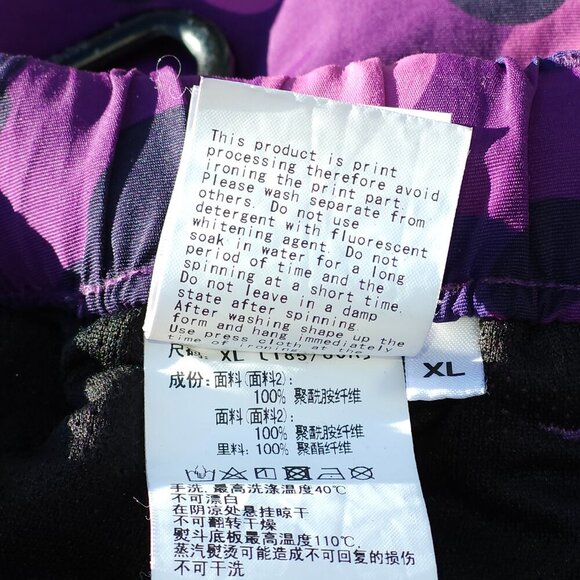 This product is print
processing therefore avoid
ironing the print part.
Please wash separate from
others. Do not use
detergent with fluorescent
whitening agent. Do not
soak in water for a long
period of time and the
spinning at a short time.
Do not leave in a damp
state after spinning.
After washing shape up the
form and hang immediately
Use press cloth at the
time of ironing
尺码: XL [185/
XL
成份: 面料(面料2):
100% 聚酰胺纤维
面料(面料2):
100% 聚酰胺纤维
里料: 100% 聚酯纤维
手洗,最高洗涤温度40℃
不可漂白
在阴凉处悬挂晾干
不可翻转干燥
熨斗底板最高温度110℃,
蒸汽熨烫可能造成不可回复的损伤
不可干洗